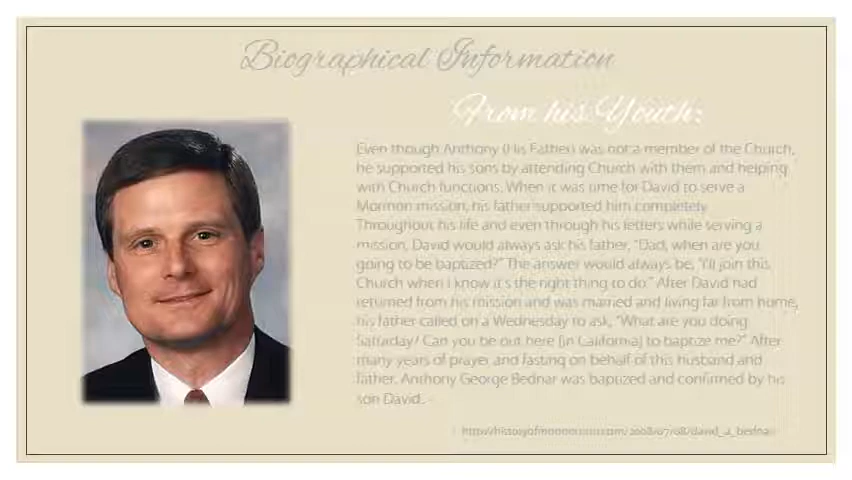 Biographical Information
From his Youth:
Even though Anthony (His Father) was not a member of the Church,
he supported his sons by attending Church with them and helping
with Church functions. When it was time for David to serve a
Mormon mission, his father supported him completely.
Throughout his life and even through his letters while serving a
mission, David would always ask his father, "Dad, when are you
going to be baptized?" The answer would always be, "I'll join this
Church when I know it's the right thing to do." After David had
returned from his mission and was married and living far from home,
his father called on a Wednesday to ask, "What are you doing
Saturday? Can you be out here [in California] to baptize me?" After
many years of prayer and fasting on behalf of this husband and
father, Anthony George Bednar was baptized and confirmed by his
son David.